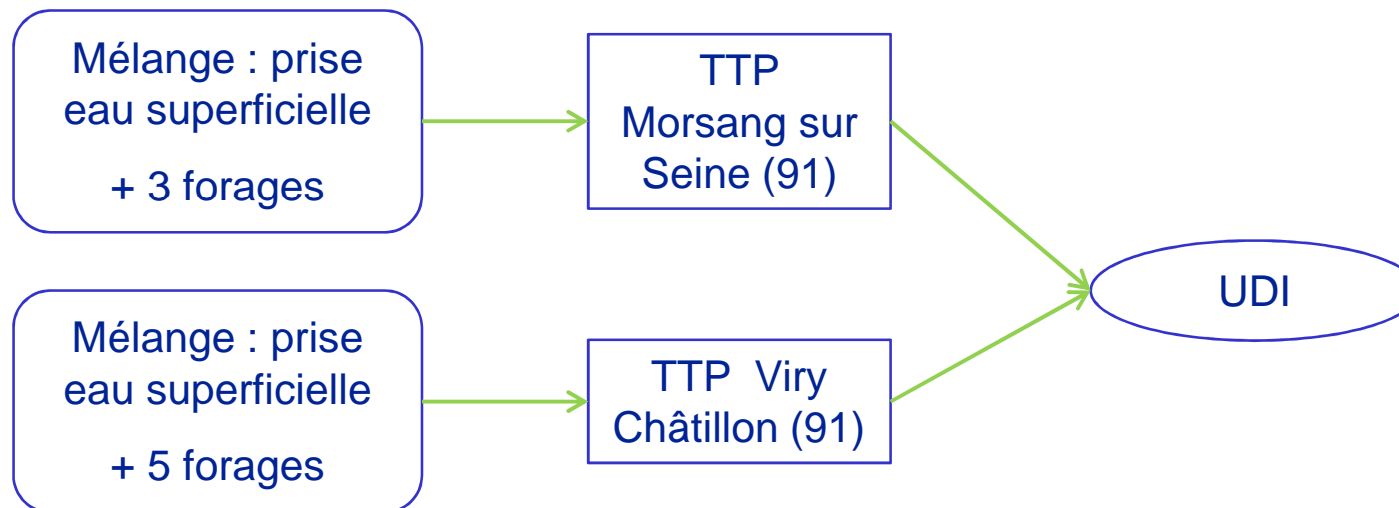 Mélange : prise
eau superficielle
+ 3 forages
TTP
Morsang sur
Seine (91)
UDI
Mélange : prise
eau superficielle
+ 5 forages
TTP Viry
Châtillon (91)